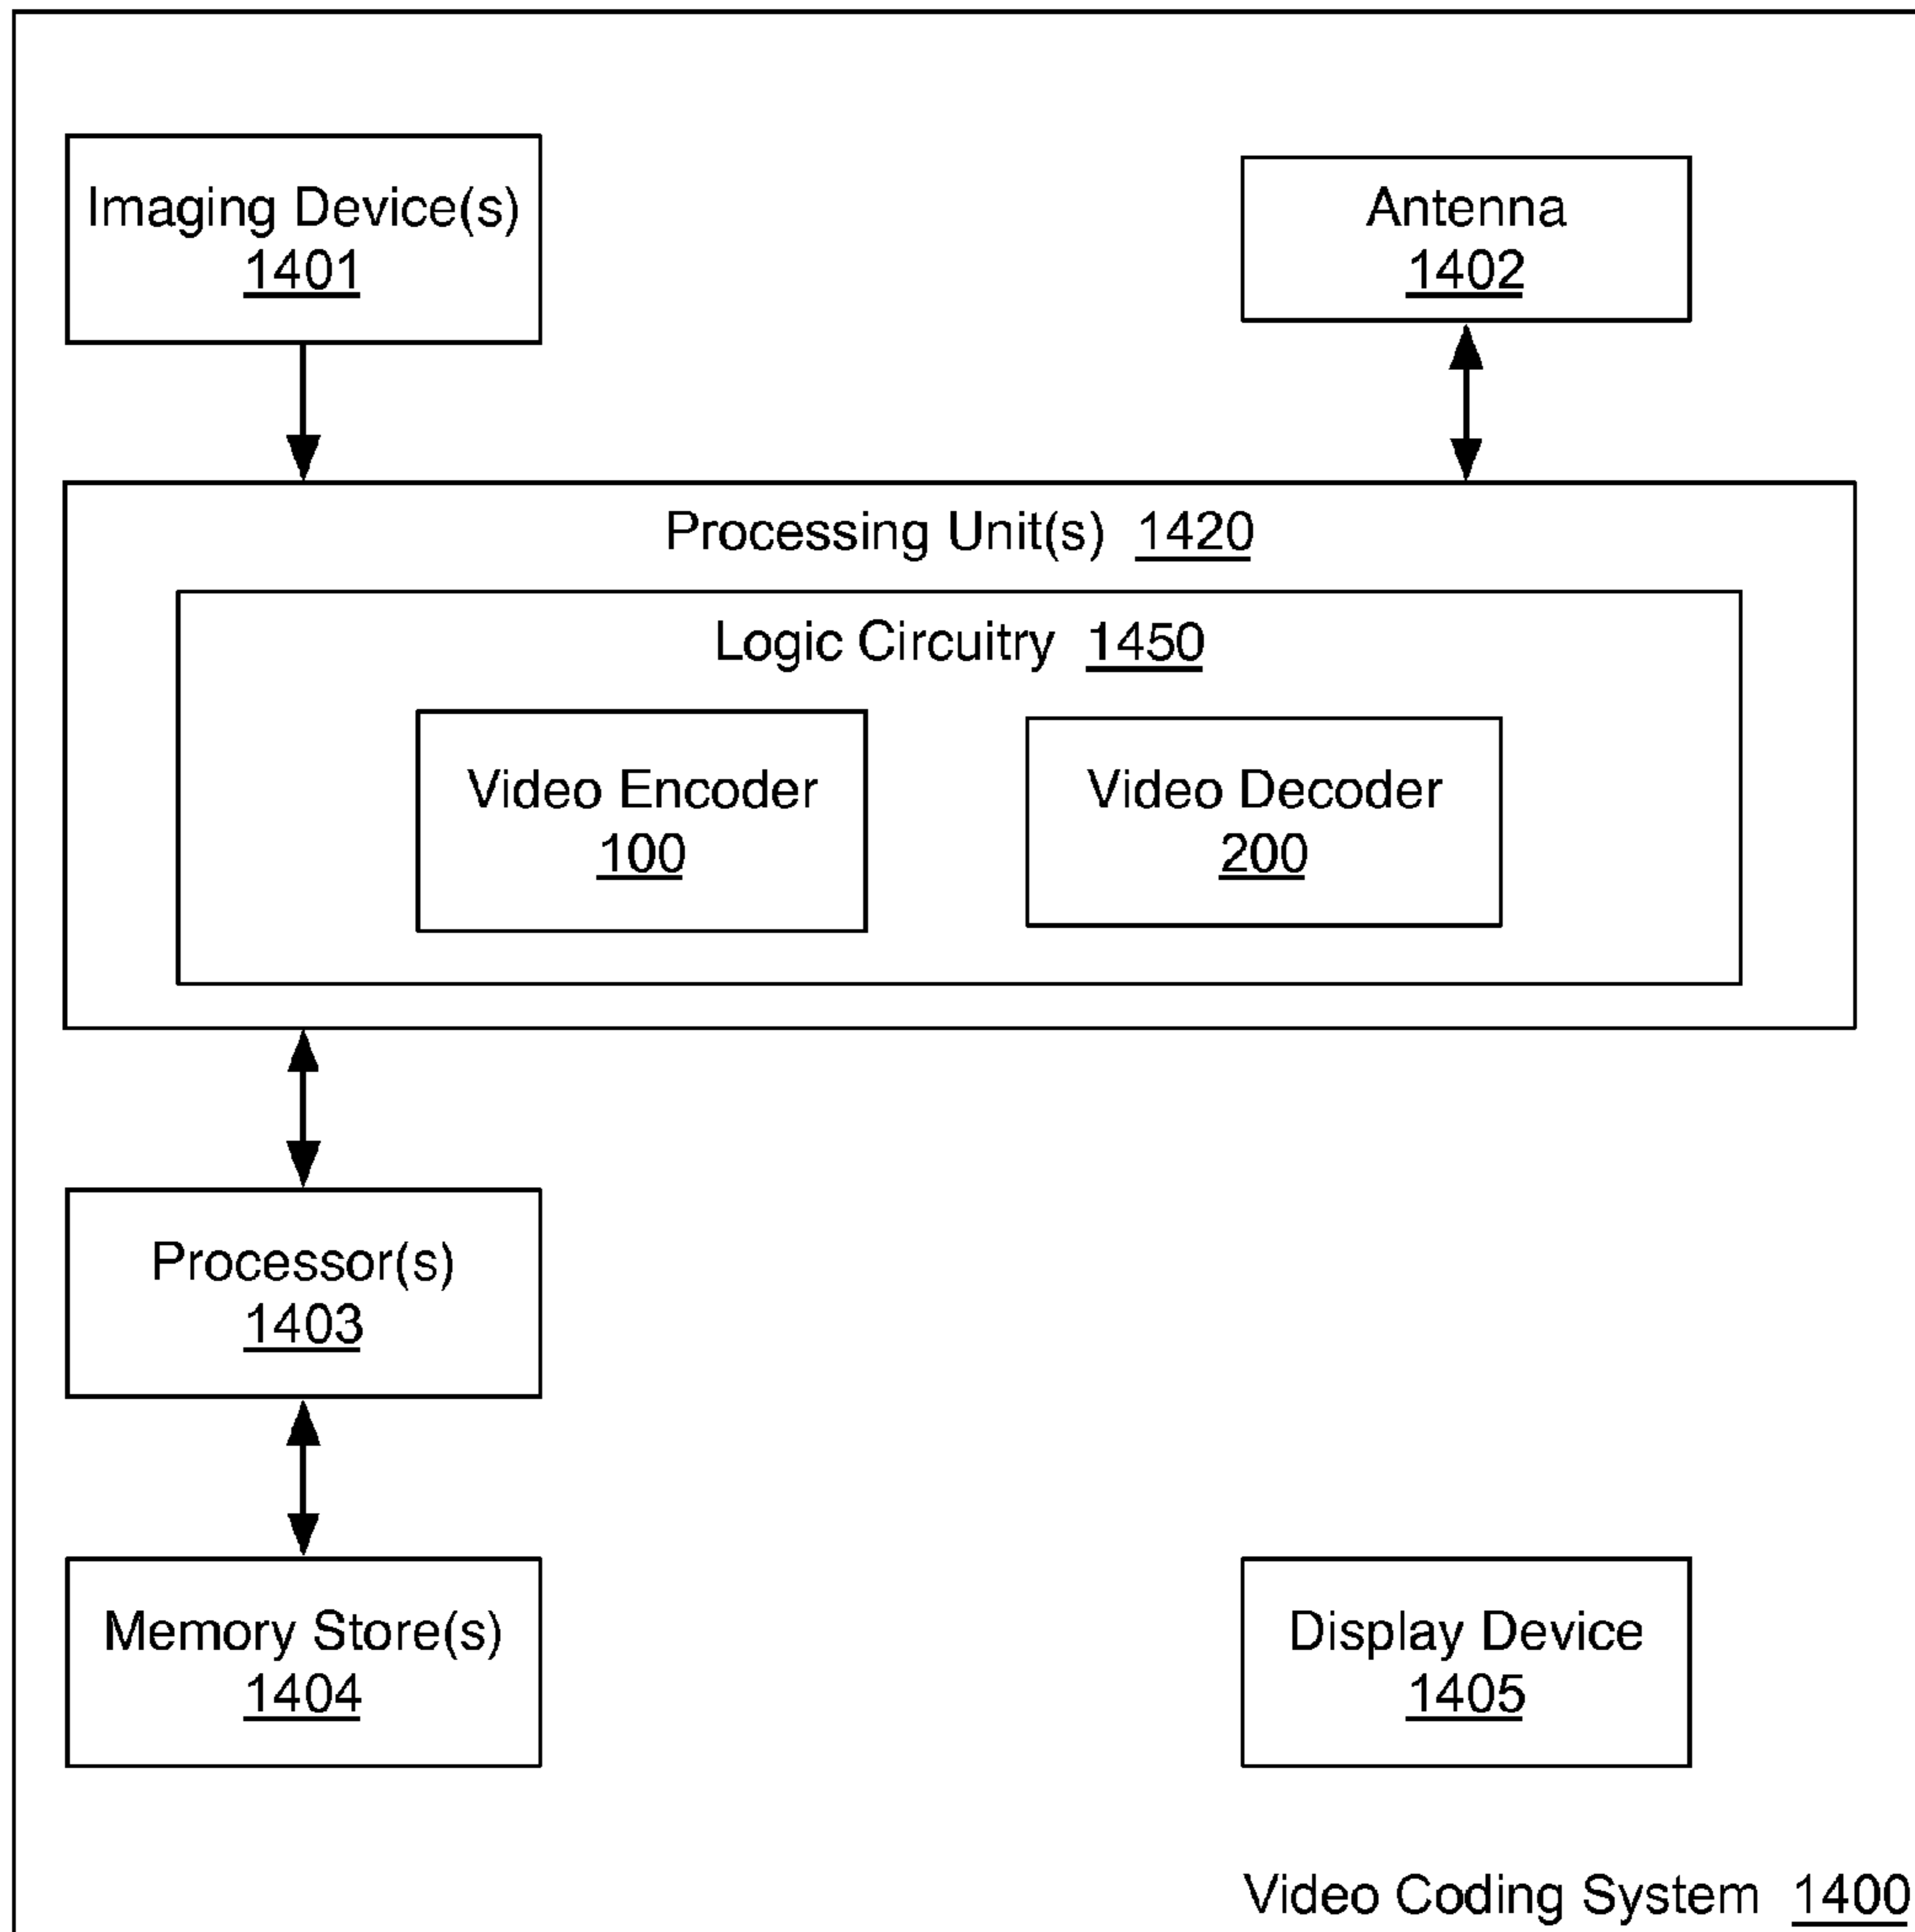 Imaging Device(s)
1401
Antenna
1402
Processing Unit(s) 1420
Logic Circuitry 1450
Video Encoder
100
Video Decoder
200
Processor(s)
1403
Memory Store(s)
1404
Display Device
1405
Video Coding System 1400